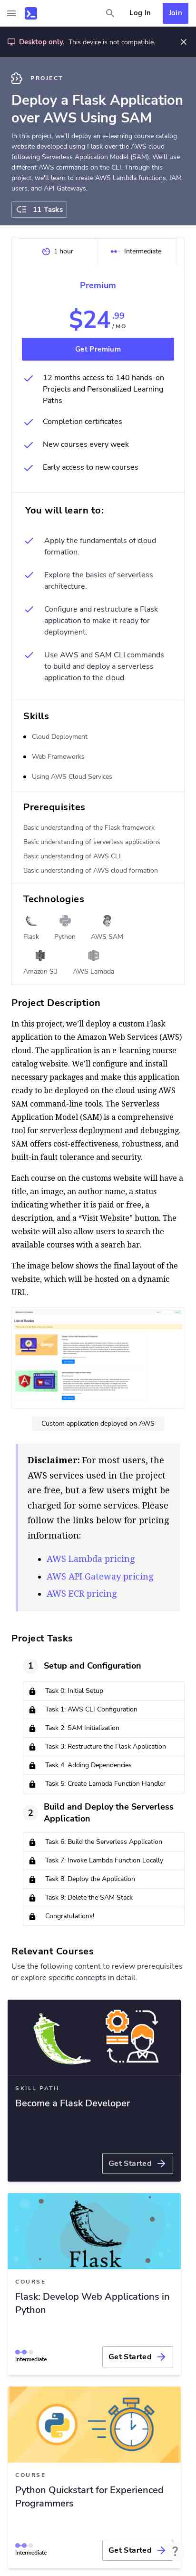 Log In
Join
Desktop only. This device is not compatible.
PROJECT
Deploy a Flask Application
over AWS Using SAM
In this project, we'll deploy an e-learning course catalog
website developed using Flask over the AWS cloud
following Serverless Application Model (SAM). We'll use
different AWS commands on the CLI. Through this
project, we'll learn to create AWS Lambda functions, IAM
users, and API Gateways.
11 Tasks
1 hour
Intermediate
Premium
$24.99
/MO
Get Premium
12 months access to 140 hands-on
Projects and Personalized Learning
Paths
Completion certificates
New courses every week
Early access to new courses
You will learn to:
Apply the fundamentals of cloud
formation.
Explore the basics of serverless
architecture.
Configure and restructure a Flask
application to make it ready for
deployment.
Use AWS and SAM CLI commands
to build and deploy a serverless
application to the cloud.
Skills
Cloud Deployment
Web Frameworks
Using AWS Cloud Services
Prerequisites
Basic understanding of the Flask framework
Basic understanding of serverless applications
Basic understanding of AWS CLI
Basic understanding of AWS cloud formation
Technologies
Flask
Python
AWS SAM
Amazon S3
AWS Lambda
Project Description
In this project, we'll deploy a custom Flask
application to the Amazon Web Services (AWS)
cloud. The application is an e-learning course
catalog website. We'll configure and install
necessary packages and make this application
ready to be deployed on the cloud using AWS
SAM command-line tools. The Serverless
Application Model (SAM) is a comprehensive
tool for serverless deployment and debugging.
SAM offers cost-effectiveness, robustness, and
built-in fault tolerance and security.
Each course on the customs website will have a
title, an image, an author name, a status
indicating whether it is paid or free, a
description, and a “Visit Website” button. The
website will also allow users to search the
available courses with a search bar.
The image below shows the final layout of the
website, which will be hosted on a dynamic
URL.
Custom application deployed on AWS
Disclaimer: For most users, the
AWS services used in the project
are free, but a few users might be
charged for some services. Please
follow the links below for pricing
information:
AWS Lambda pricing
AWS API Gateway pricing
AWS ECR pricing
Project Tasks
1
Setup and Configuration
Task 0: Initial Setup
Task 1: AWS CLI Configuration
Task 2: SAM Initialization
Task 3: Restructure the Flask Application
Task 4: Adding Dependencies
Task 5: Create Lambda Function Handler
2
Build and Deploy the Serverless
Application
Task 6: Build the Serverless Application
Task 7: Invoke Lambda Function Locally
Task 8: Deploy the Application
Task 9: Delete the SAM Stack
Congratulations!
Relevant Courses
Use the following content to review prerequisites
or explore specific concepts in detail.
SKILL PATH
Become a Flask Developer
Get Started
Flask
COURSE
Flask: Develop Web Applications in
Python
Intermediate
Get Started
COURSE
Python Quickstart for Experienced
Programmers
Intermediate
Get Started
?